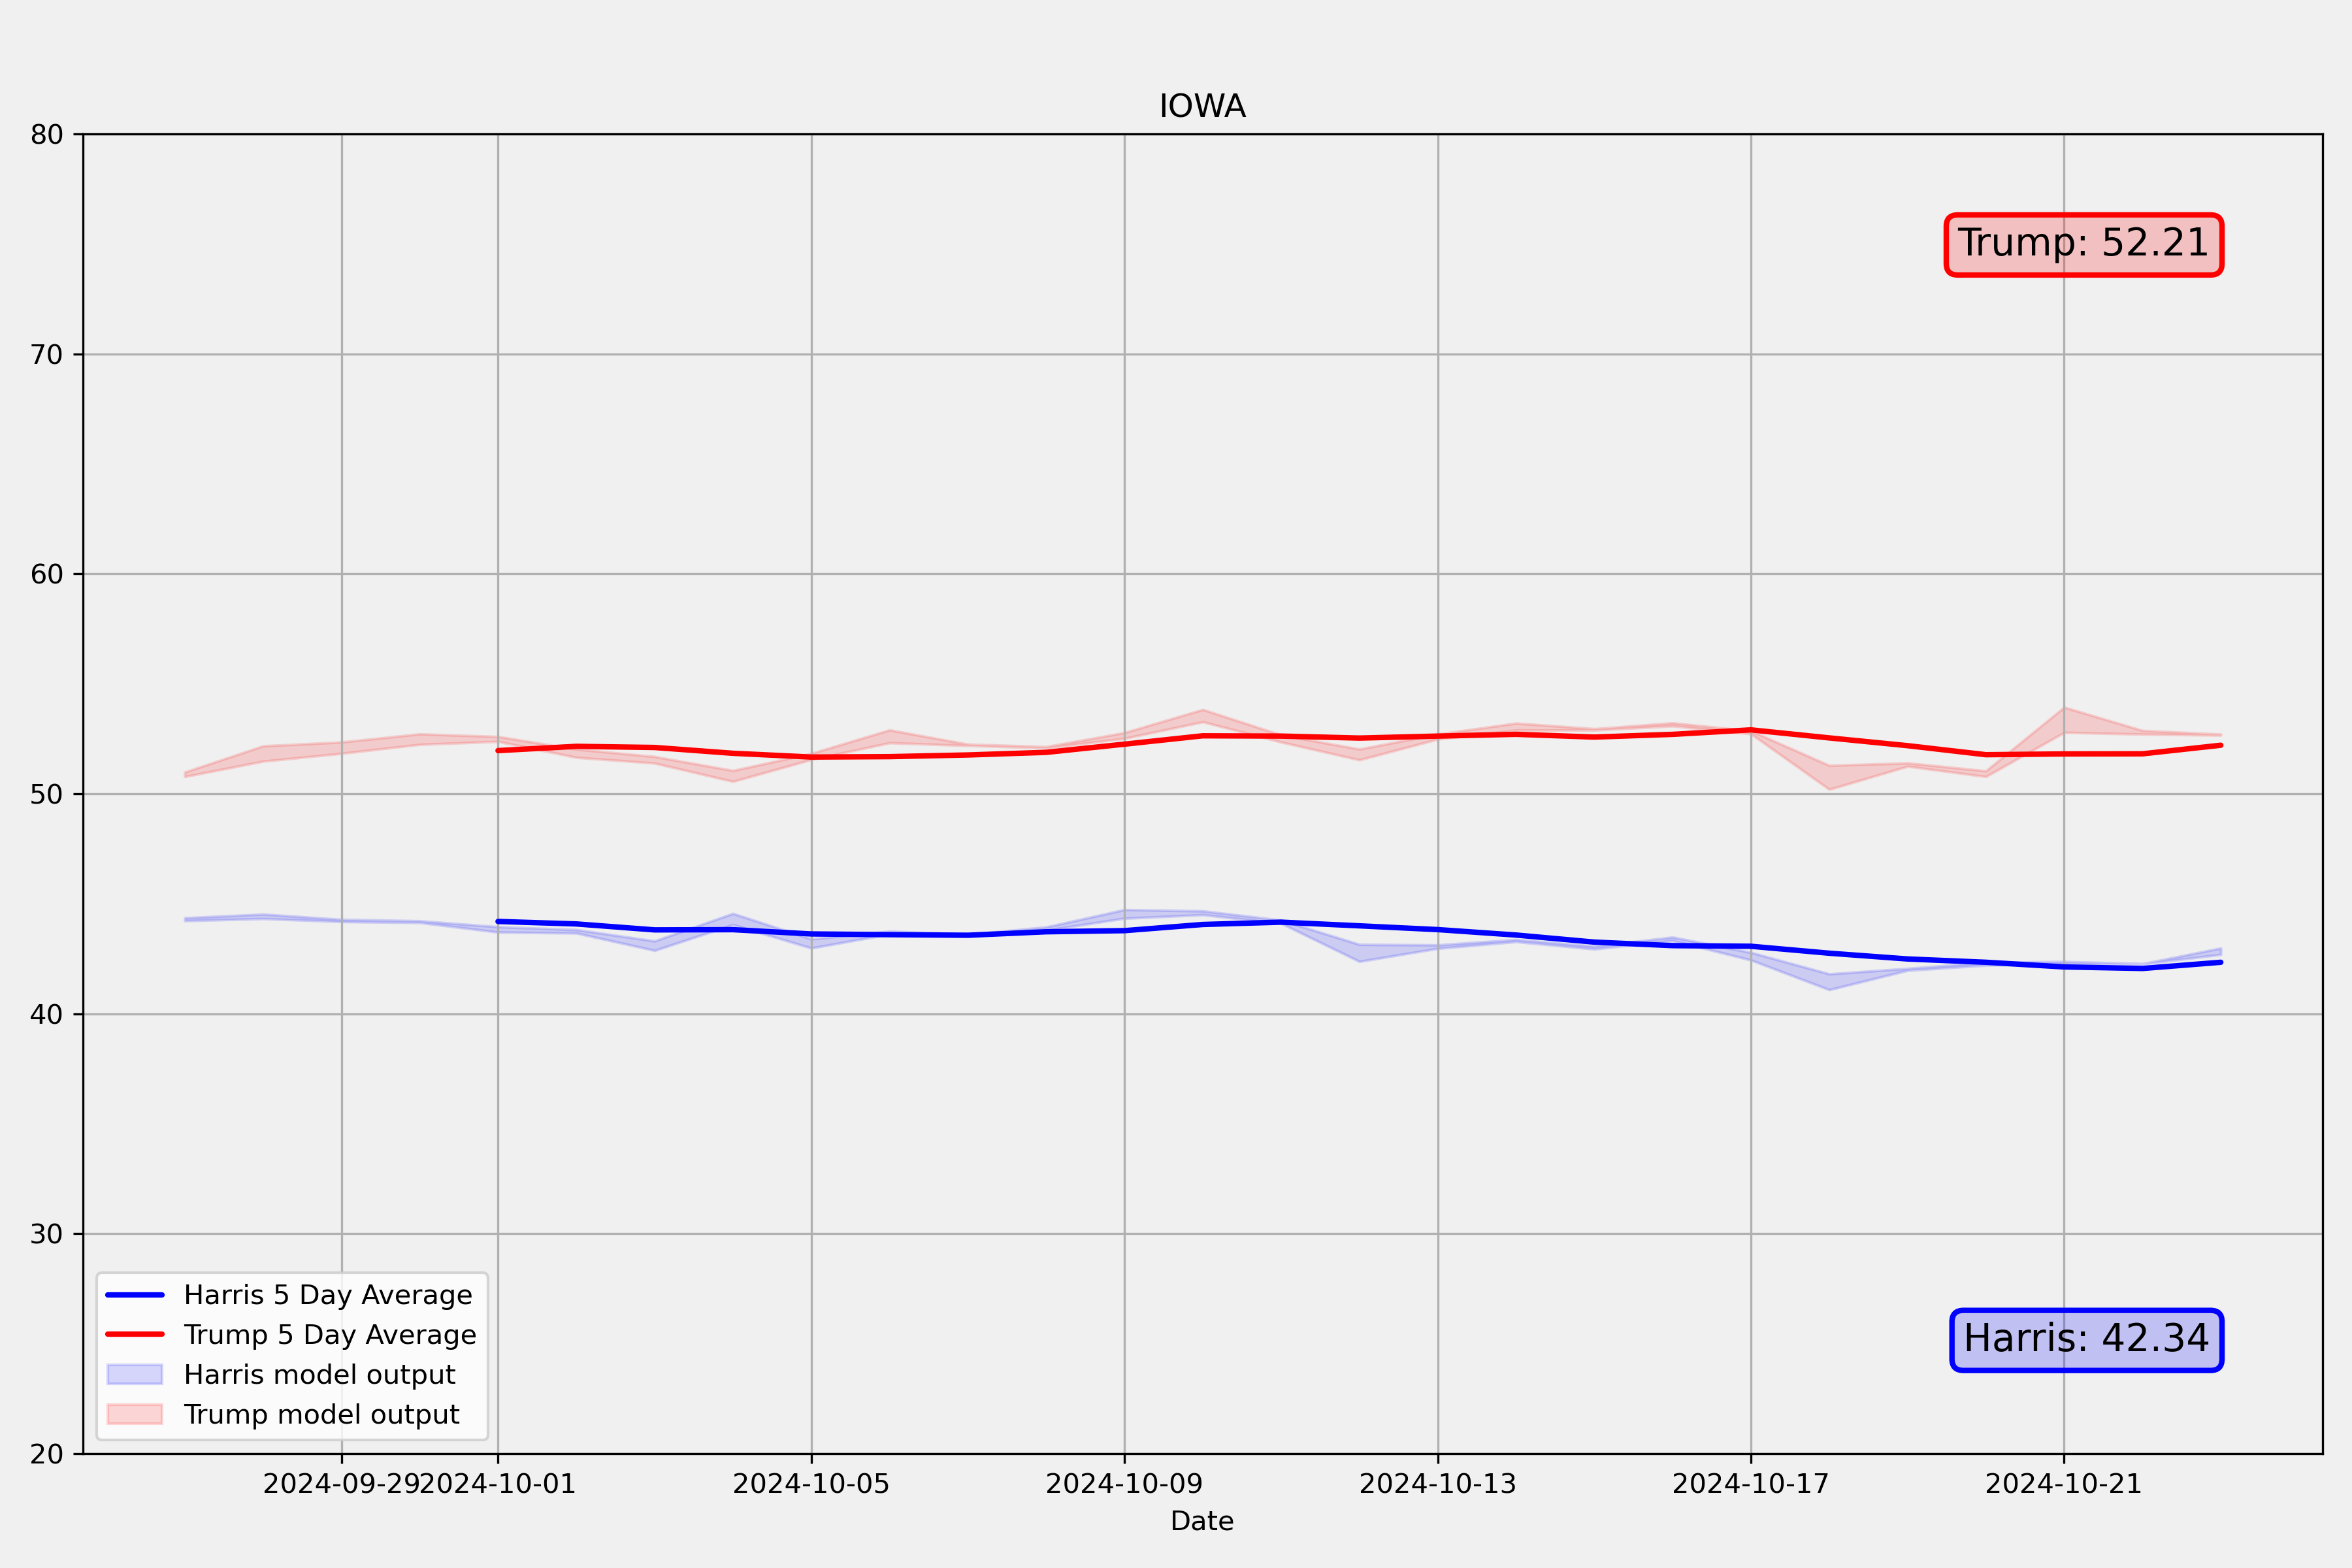 IOWA
80
70
60
50
40
30
20
Trump: 52.21
Harris: 42.34
Harris 5 Day Average
Trump 5 Day Average
Harris model output
Trump model output
2024-09-29 2024-10-01 2024-10-05 2024-10-09 2024-10-13 2024-10-17 2024-10-21
Date